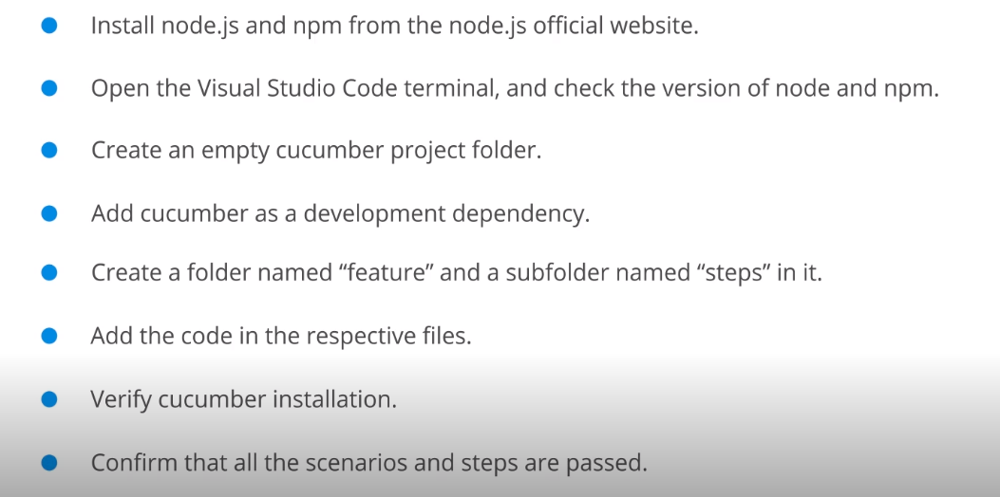 Install node.js and npm from the node.js official website.
Open the Visual Studio Code terminal, and check the version of node and npm.
Create an empty cucumber project folder.
Add cucumber as a development dependency.
Create a folder named “feature” and a subfolder named “steps” in it.
Add the code in the respective files.
Verify cucumber installation.
Confirm that all the scenarios and steps are passed.